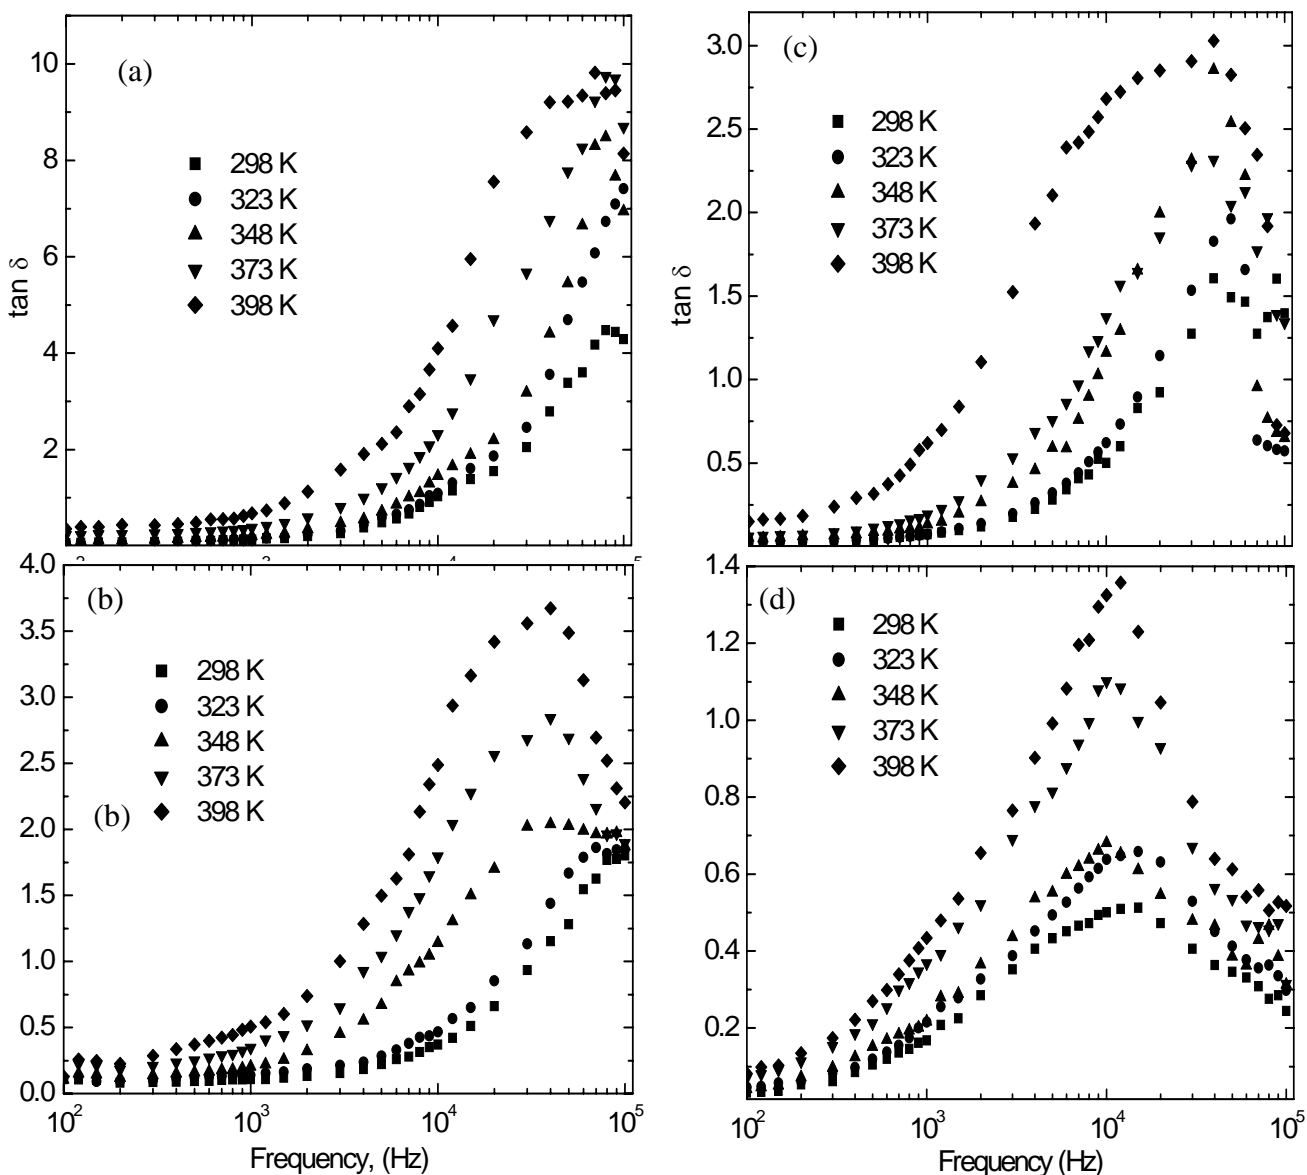 (a)
tan δ
10
8
6
4
2
298 K
323 K
348 K
373 K
398 K
(c)
tan δ
3.0
2.5
2.0
1.5
1.0
0.5
298 K
323 K
348 K
373 K
398 K
(b)
4.0
3.5
3.0
2.5
2.0
1.5
1.0
0.5
0.0
298 K
323 K
348 K
373 K
398 K
(b)
10² 10³ 10⁴ 10⁵
Frequency, (Hz)
(d)
1.4
1.2
1.0
0.8
0.6
0.4
0.2
298 K
323 K
348 K
373 K
398 K
10² 10³ 10⁴ 10⁵
Frequency (Hz)